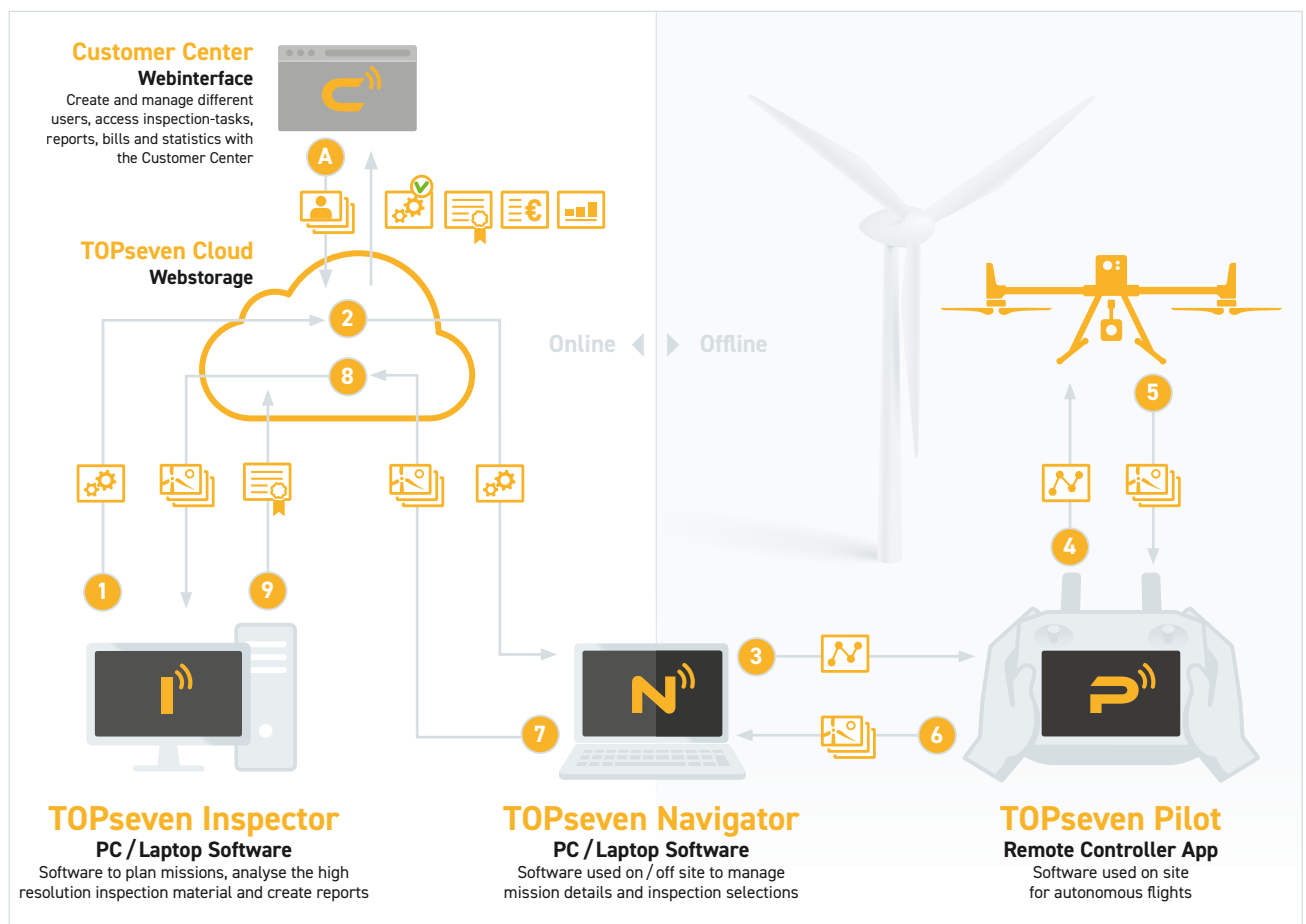 Customer Center
Webinterface
Create and manage different
users, access inspection-tasks,
reports, bills and statistics with
the Customer Center
C
A
€
TOPseven Cloud
Webstorage
2
8
Online
Offline
5
4
1
9
3
7
6
I
N
P
TOPseven Inspector
PC / Laptop Software
Software to plan missions, analyse the high
resolution inspection material and create reports
TOPseven Navigator
PC / Laptop Software
Software used on / off site to manage
mission details and inspection selections
TOPseven Pilot
Remote Controller App
Software used on site
for autonomous flights